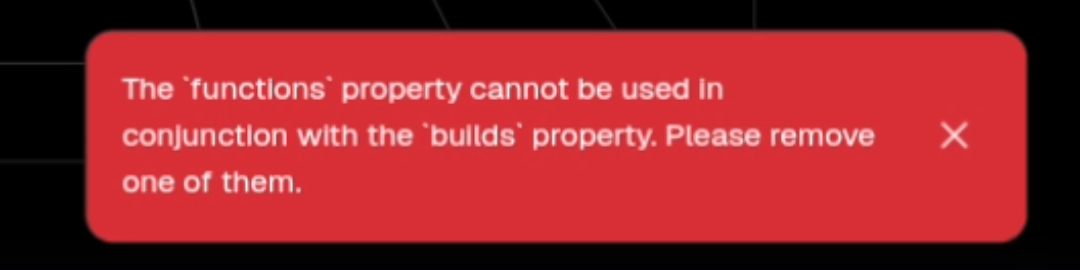 The `functions` property cannot be used in
conjunction with the `builds` property. Please remove
one of them.